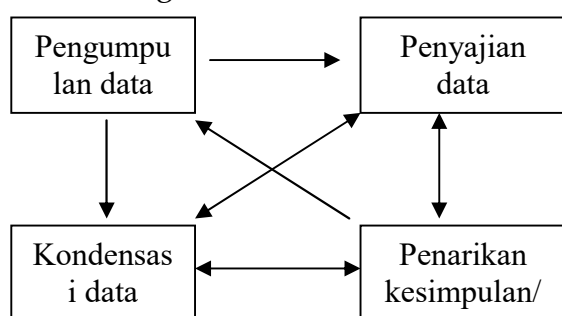 Pengumpu
lan data
Penyajian
data
Kondensas
i data
Penarikan
kesimpulan/